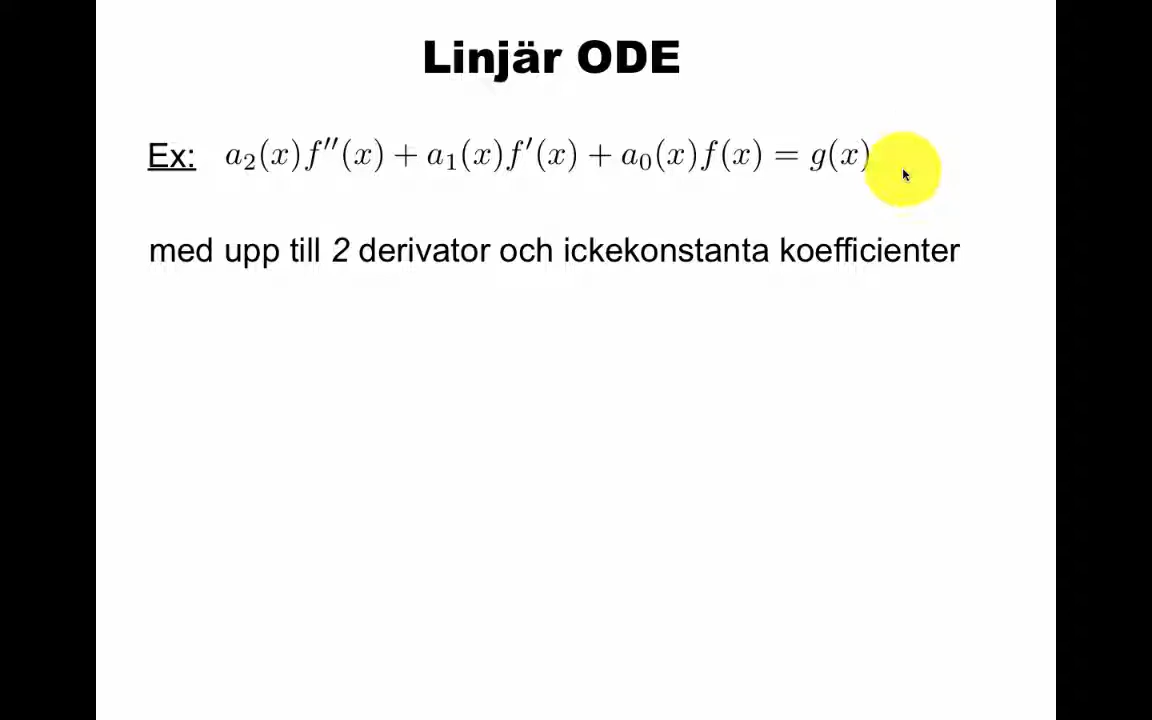 Linjär ODE
Ex: a₂(x)f″(x) + a₁(x)f′(x) + a₀(x)f(x) = g(x)
med upp till 2 derivator och ickekonstanta koefficienter